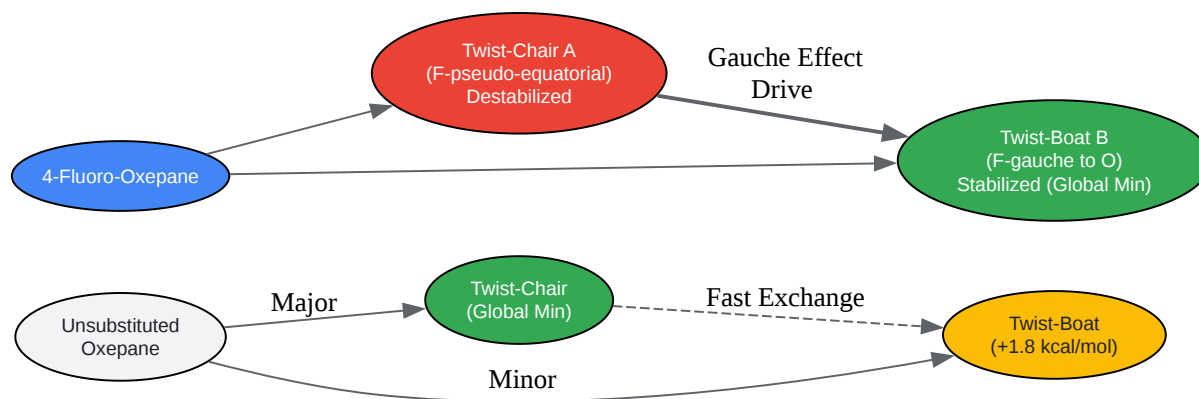 Twist-Chair A
(F-pseudo-equatorial)
Destabilized
Gauche Effect
Drive
4-Fluoro-Oxepane
Twist-Boat B
(F-gauche to O)
Stabilized (Global Min)
Unsubstituted
Oxepane
Major
Twist-Chair
(Global Min)
Fast Exchange
Twist-Boat
(+1.8 kcal/mol)
Minor